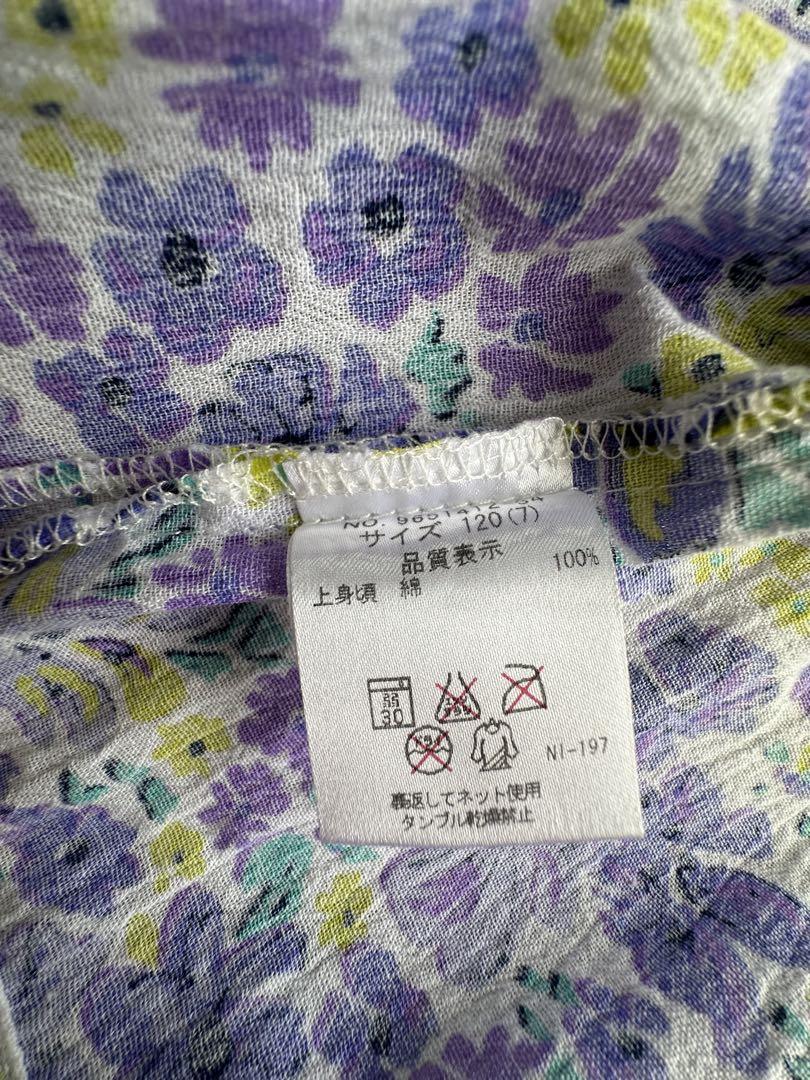 サイズ 120(7)
品質表示
上身頃 綿 100%
弱
30
NI-197
裏返してネット使用
タンブル乾燥禁止